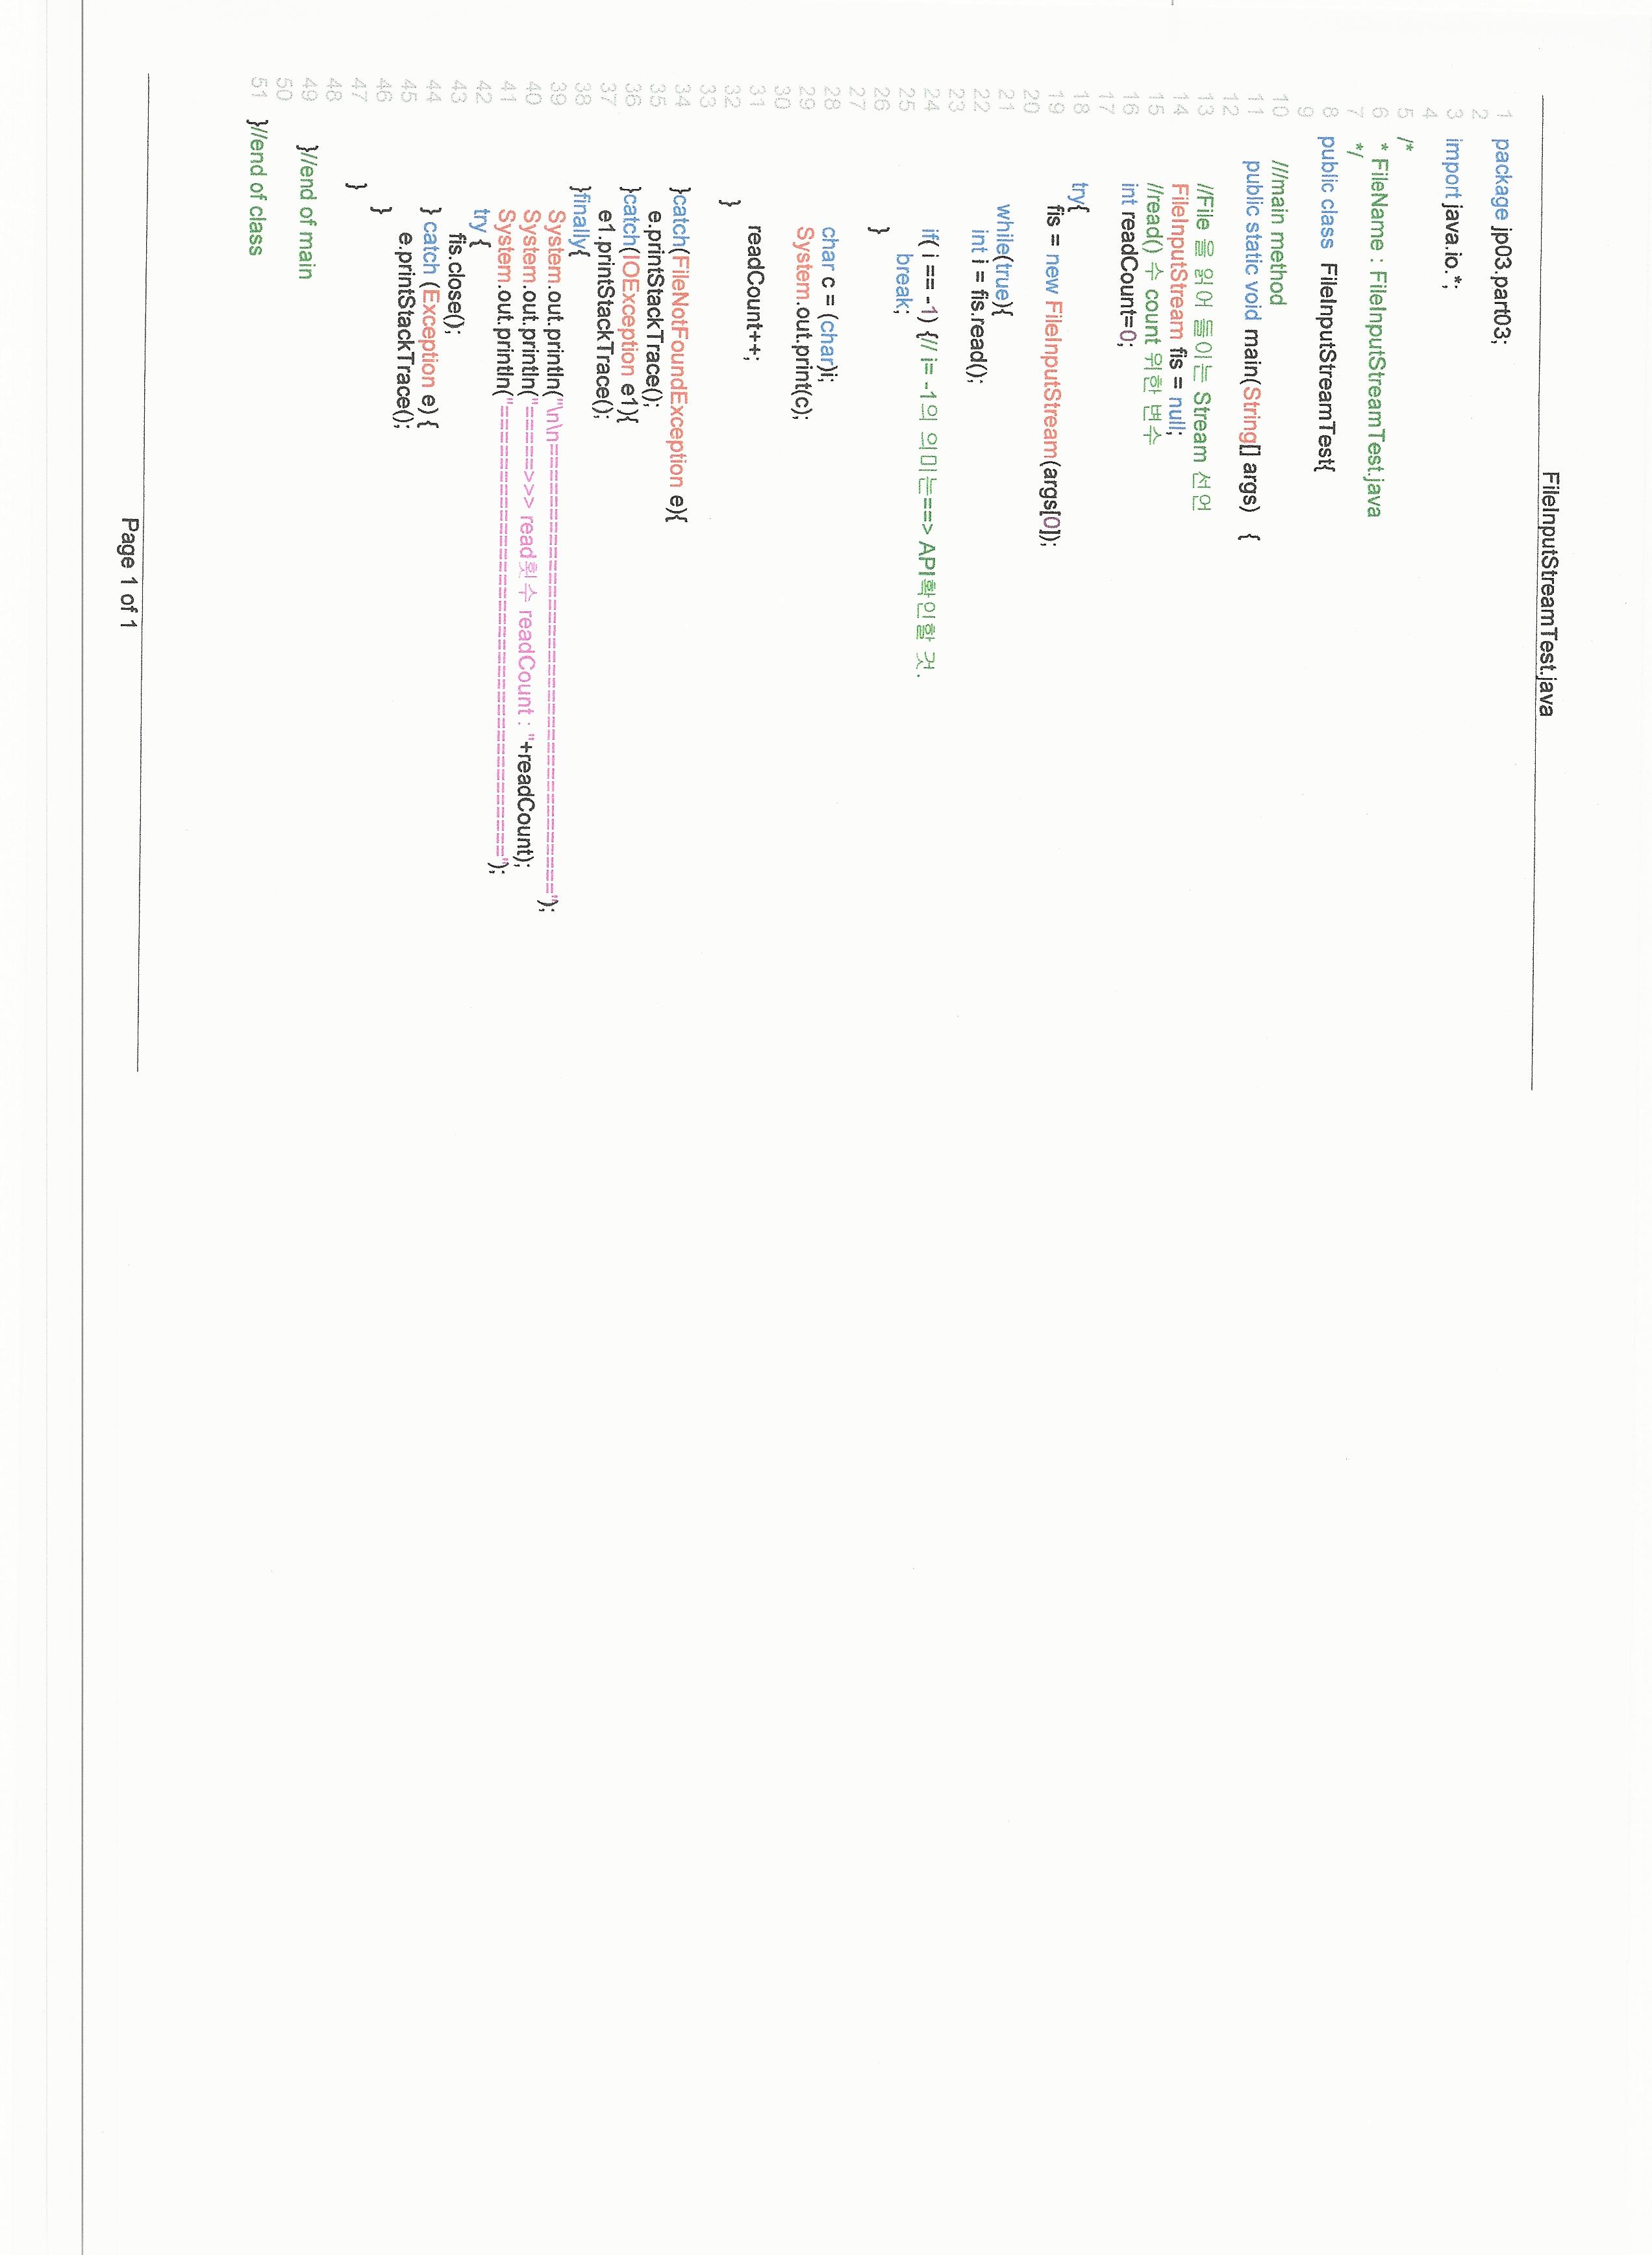 FileInputStreamTest.java
1 package jp03.part03;
2
3 import java.io.*;
4
5 /*
6 * FileName : FileInputStreamTest.java
7 */
8 public class FileInputStreamTest{
9
10 ///main method
11 public static void main(String[] args) {
12
13 //File 을 읽어 들이는 Stream 선언
14 FileInputStream fis = null;
15 //read() 수 count 위한 변수
16 int readCount=0;
17
18 try{
19 fis = new FileInputStream(args[0]);
20
21 while(true){
22 int i = fis.read();
23
24 if( i == -1) {// i= -1의 의미는==> API확인할 것.
25 break;
26 }
27
28 char c = (char)i;
29 System.out.print(c);
30
31 readCount++;
32 }
33
34 }catch(FileNotFoundException e){
35 e.printStackTrace();
36 }catch(IOException e1){
37 e1.printStackTrace();
38 }finally{
39 System.out.println("\n\n=======================================");
40 System.out.println("=====>>> read횟수 readCount : "+readCount);
41 System.out.println("=======================================");
42 try {
43 fis.close();
44 } catch (Exception e) {
45 e.printStackTrace();
46 }
47 }
48
49 }//end of main
50
51 }//end of class
Page 1 of 1